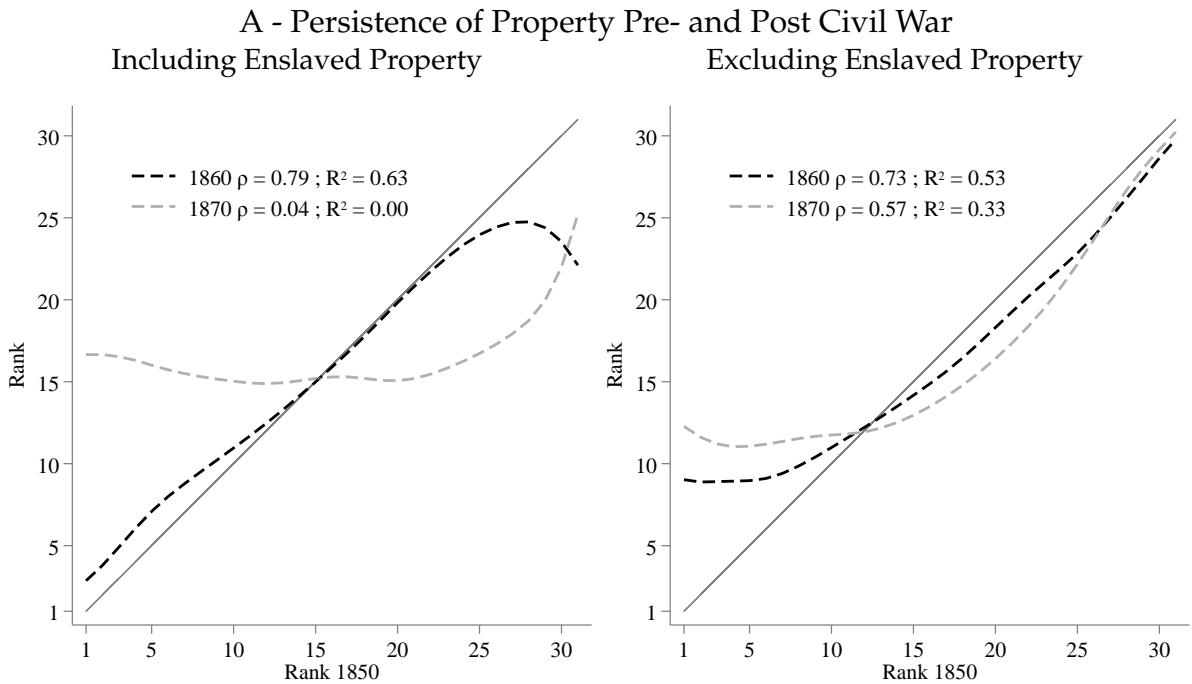 A - Persistence of Property Pre- and Post Civil War
Including Enslaved Property
30
25
20
15
10
5
1
Rank
1860 ρ = 0.79 ; R² = 0.63
1870 ρ = 0.04 ; R² = 0.00
1 5 10 15 20 25 30
Rank 1850
Excluding Enslaved Property
30
25
20
15
10
5
1
Rank
1860 ρ = 0.73 ; R² = 0.53
1870 ρ = 0.57 ; R² = 0.33
1 5 10 15 20 25 30
Rank 1850